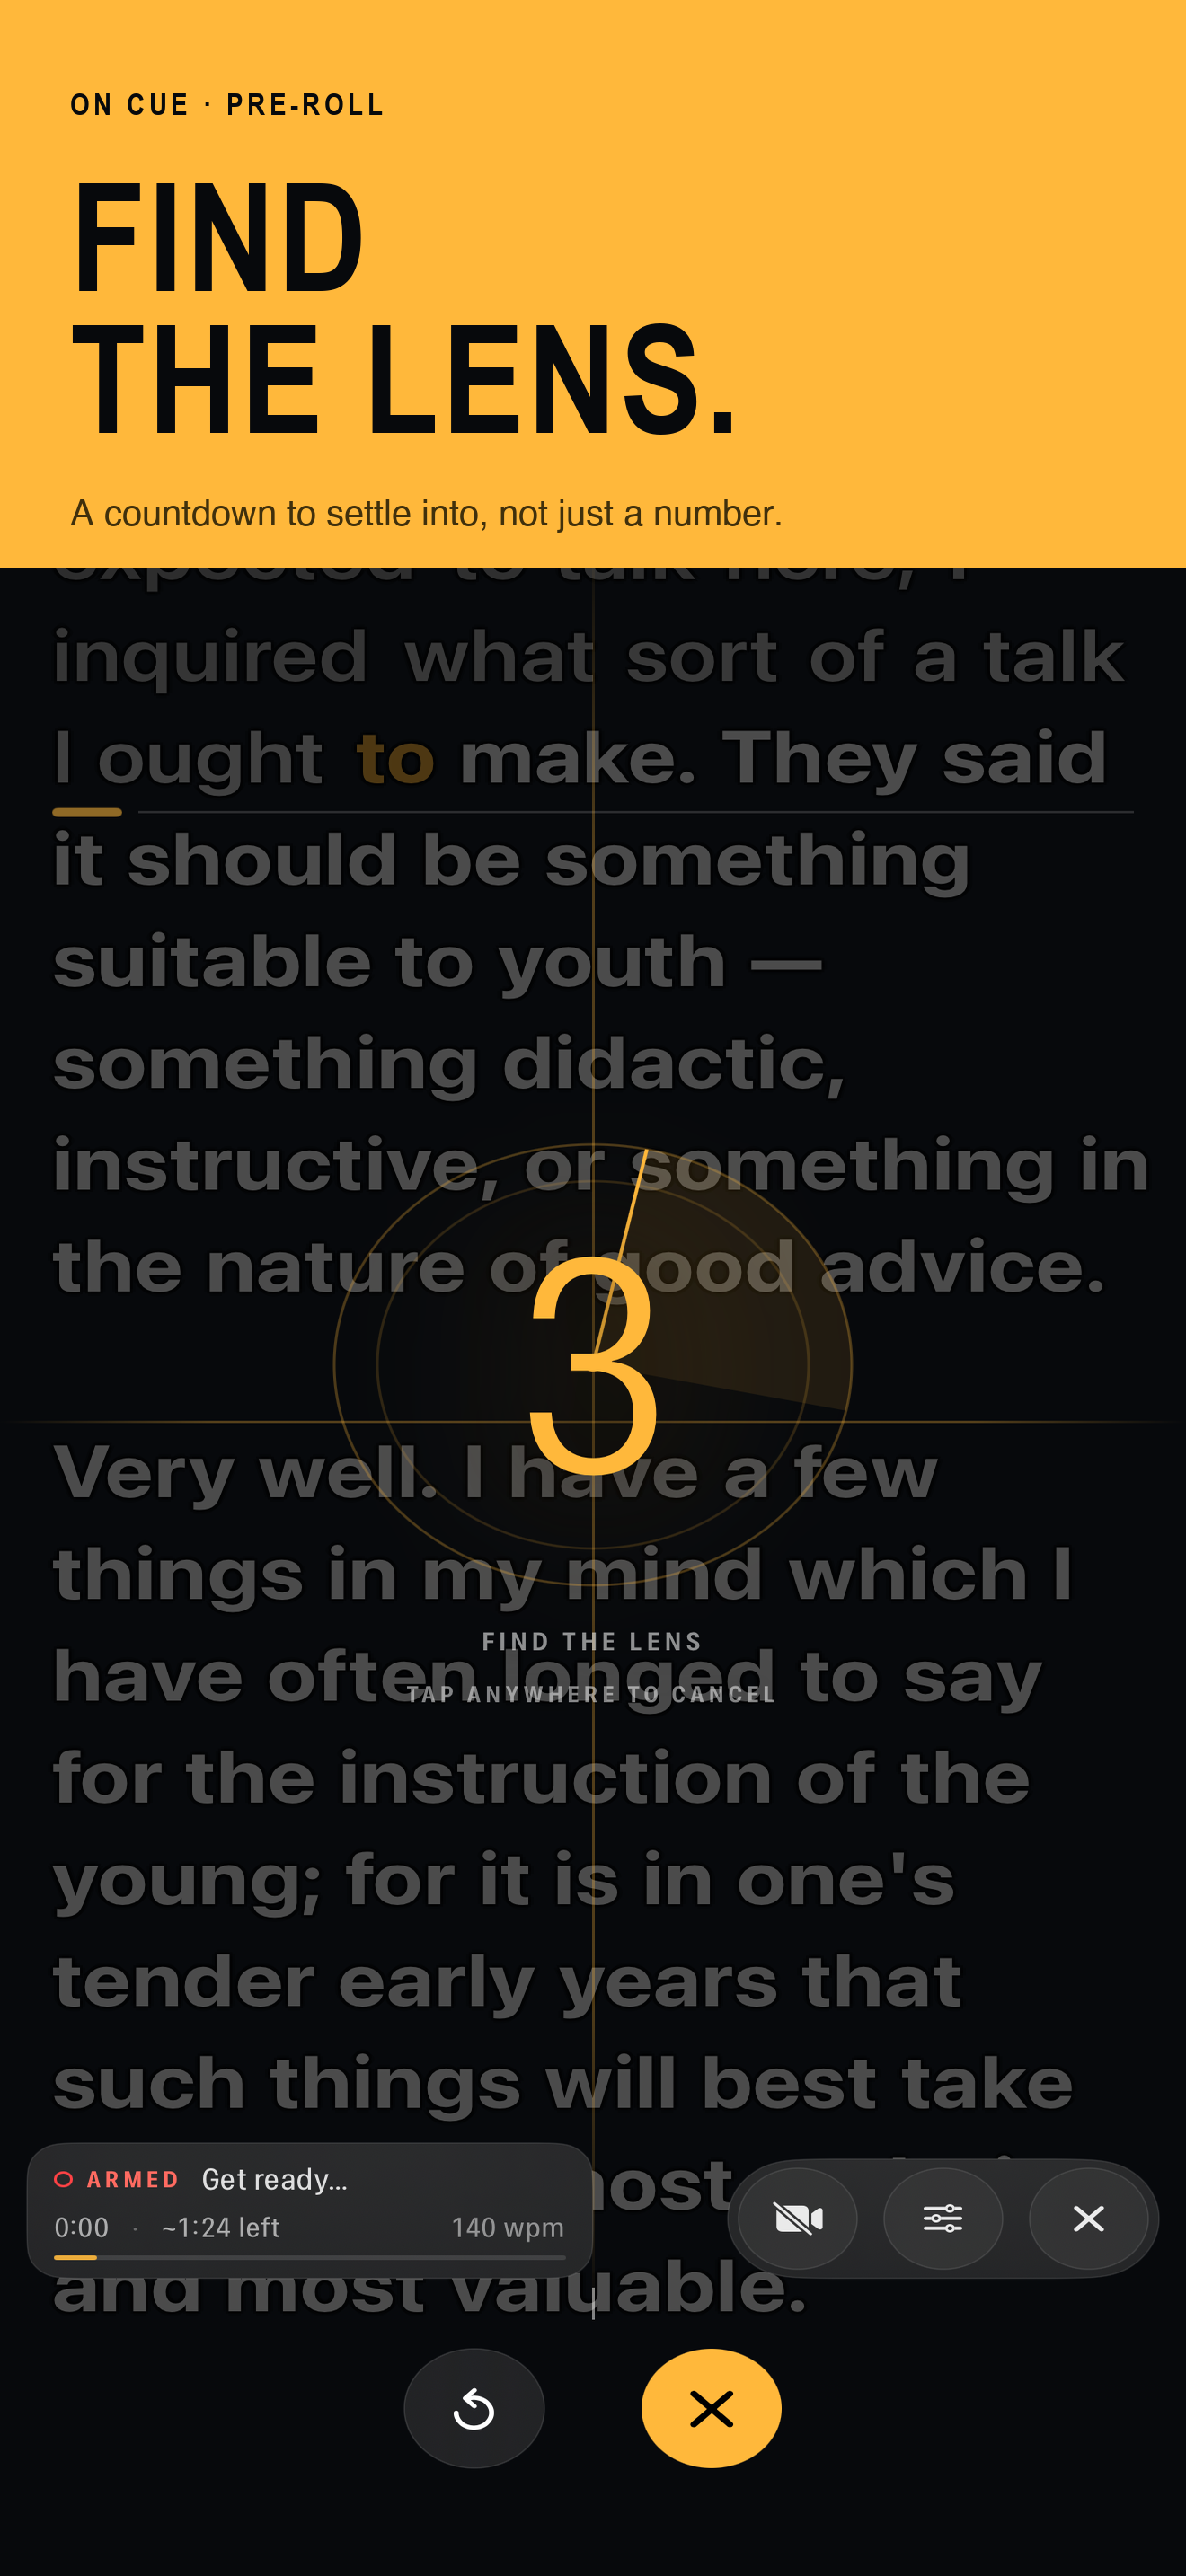 ON CUE · PRE-ROLL
FIND
THE LENS.
A countdown to settle into, not just a number.
expected to talk here, I
inquired what sort of a talk
I ought to make. They said
it should be something
suitable to youth —
something didactic,
instructive, or something in
the nature of good advice.
3
Very well. I have a few
things in my mind which I
FIND THE LENS
have often longed to say
TAP ANYWHERE TO CANCEL
for the instruction of the
young; for it is in one's
tender early years that
such things will best take
ARMED Get ready...
0:00 · ~1:24 left 140 wpm
and most valuable.